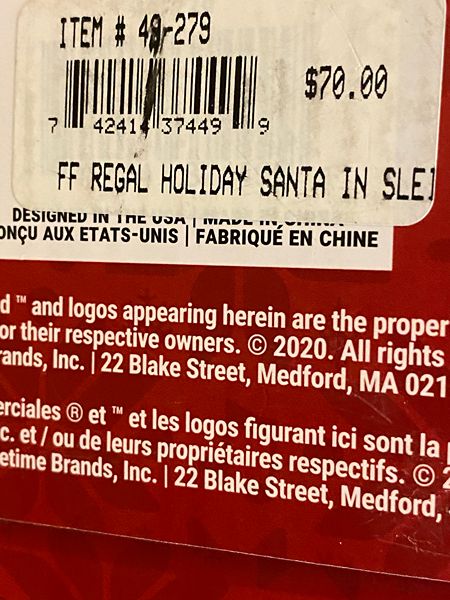 ITEM # 49-279
$70.00
7 42414 37449 9
FF REGAL HOLIDAY SANTA IN SLEI
DESIGNED IN THE USA | MADE IN CHINA
ONÇU AUX ETATS-UNIS | FABRIQUÉ EN CHINE
d ™ and logos appearing herein are the proper
or their respective owners. © 2020. All rights
rands, Inc. | 22 Blake Street, Medford, MA 021
erciales ® et ™ et les logos figurant ici sont la
c. et / ou de leurs propriétaires respectifs. © 2
etime Brands, Inc. | 22 Blake Street, Medford,